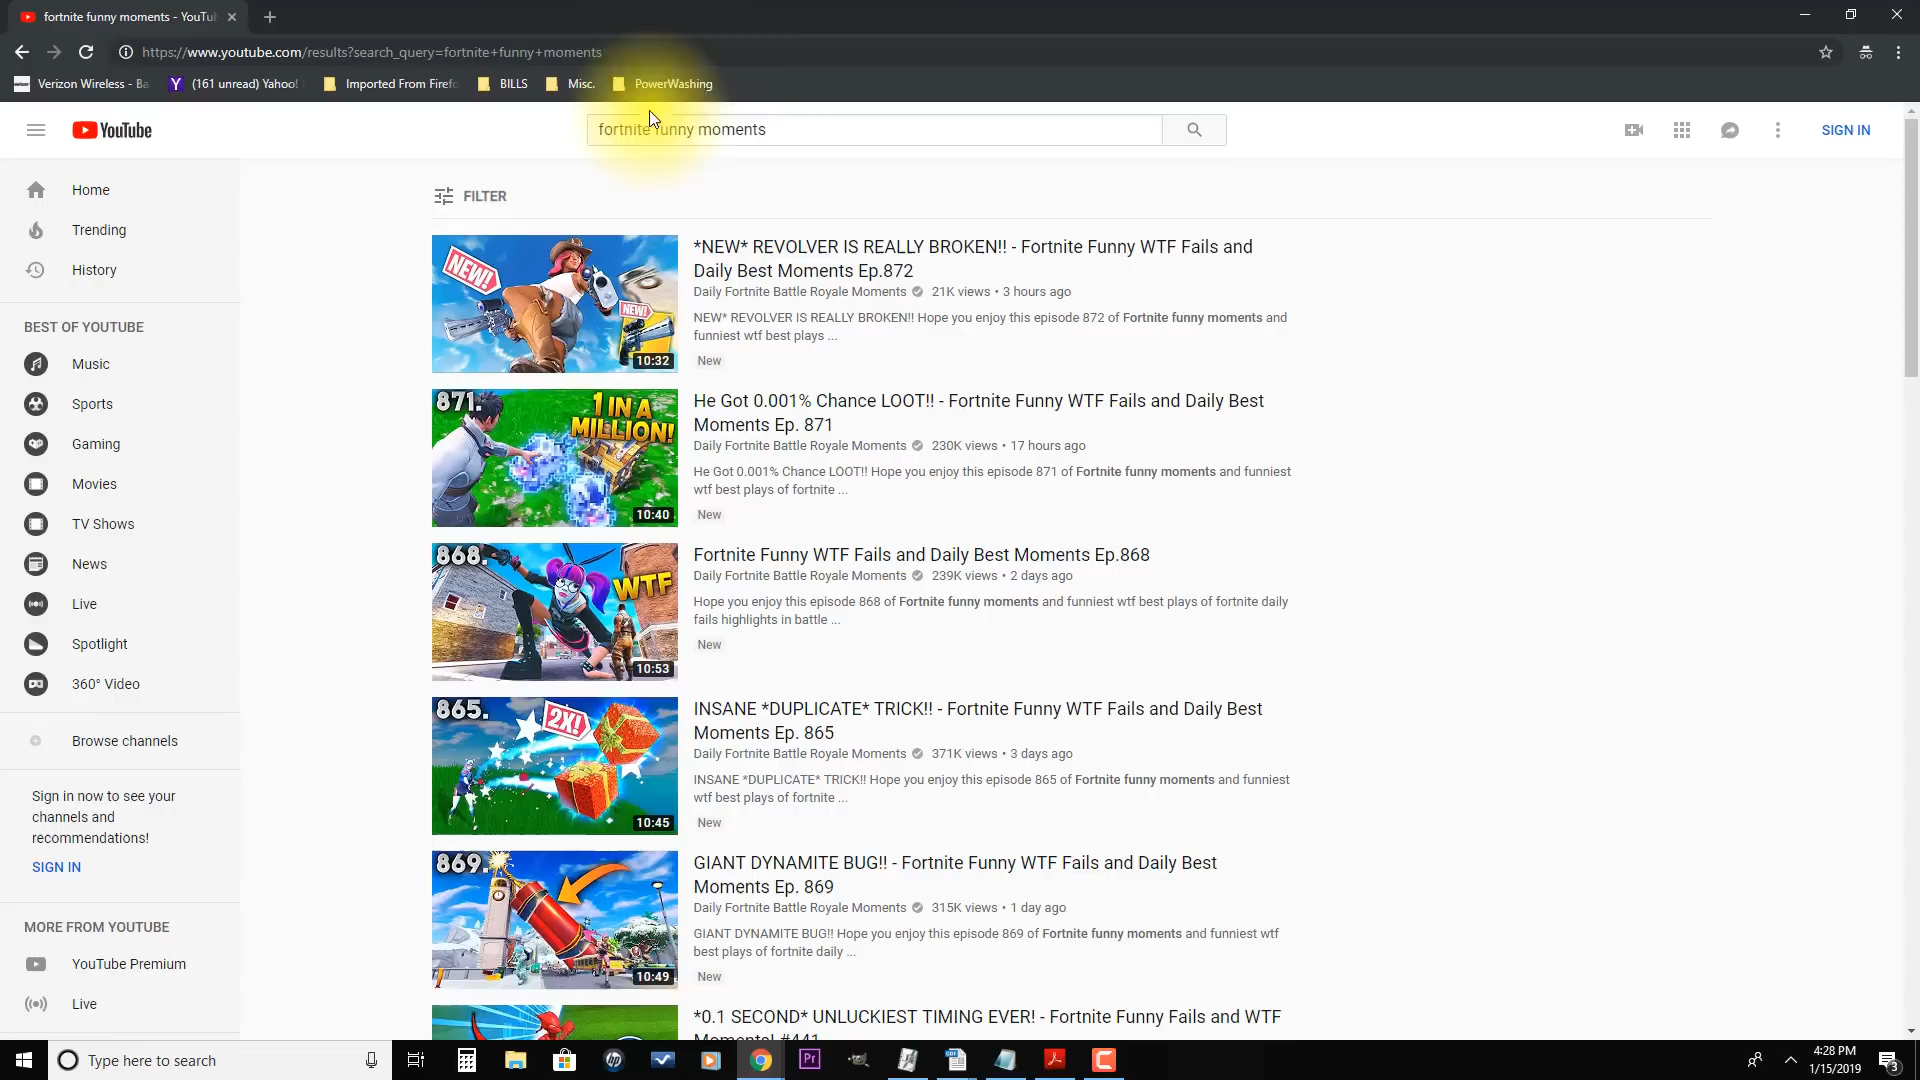 fortnite funny moments - YouTu
https://www.youtube.com/results?search_query=fortnite+funny+moments
Verizon Wireless - Ba
(161 unread) Yahoo!
Imported From Firefo
BILLS
Misc.
PowerWashing
YouTube
fortnite funny moments
SIGN IN
Home
Trending
History
BEST OF YOUTUBE
Music
Sports
Gaming
Movies
TV Shows
News
Live
Spotlight
360° Video
Browse channels
Sign in now to see your
channels and
recommendations!
SIGN IN
MORE FROM YOUTUBE
YouTube Premium
Live
FILTER
NEW!
NEW!
10:32
*NEW* REVOLVER IS REALLY BROKEN!! - Fortnite Funny WTF Fails and
Daily Best Moments Ep.872
Daily Fortnite Battle Royale Moments 21K views • 3 hours ago
NEW* REVOLVER IS REALLY BROKEN!! Hope you enjoy this episode 872 of Fortnite funny moments and
funniest wtf best plays ...
New
871.
1 IN A
MILLION!
10:40
He Got 0.001% Chance LOOT!! - Fortnite Funny WTF Fails and Daily Best
Moments Ep. 871
Daily Fortnite Battle Royale Moments 230K views • 17 hours ago
He Got 0.001% Chance LOOT!! Hope you enjoy this episode 871 of Fortnite funny moments and funniest
wtf best plays of fortnite ...
New
868.
WTF
10:53
Fortnite Funny WTF Fails and Daily Best Moments Ep.868
Daily Fortnite Battle Royale Moments 239K views • 2 days ago
Hope you enjoy this episode 868 of Fortnite funny moments and funniest wtf best plays of fortnite daily
fails highlights in battle ...
New
865.
2X!
10:45
INSANE *DUPLICATE* TRICK!! - Fortnite Funny WTF Fails and Daily Best
Moments Ep. 865
Daily Fortnite Battle Royale Moments 371K views • 3 days ago
INSANE *DUPLICATE* TRICK!! Hope you enjoy this episode 865 of Fortnite funny moments and funniest
wtf best plays of fortnite ...
New
869.
10:49
GIANT DYNAMITE BUG!! - Fortnite Funny WTF Fails and Daily Best
Moments Ep. 869
Daily Fortnite Battle Royale Moments 315K views • 1 day ago
GIANT DYNAMITE BUG!! Hope you enjoy this episode 869 of Fortnite funny moments and funniest wtf
best plays of fortnite daily ...
New
*0.1 SECOND* UNLUCKIEST TIMING EVER! - Fortnite Funny Fails and WTF
Moments! #441
Type here to search
hp
Pr
4:28 PM
1/15/2019
3